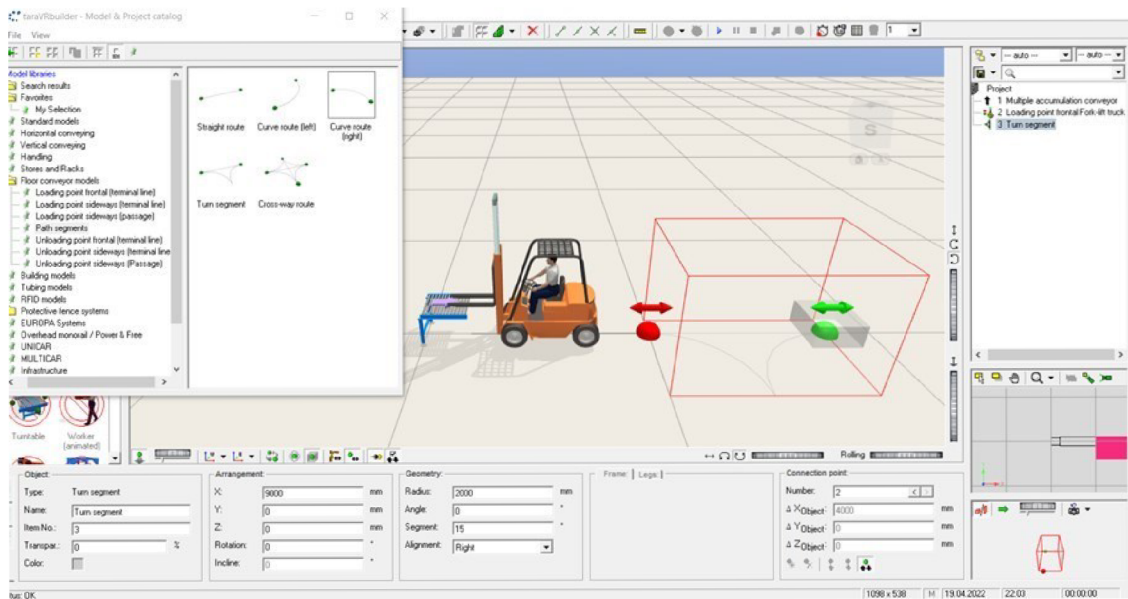 taraVRbuilder - Model & Project catalog
File View
Model libraries
Search results
Favorites
My Selection
Standard models
Horizontal conveying
Vertical conveying
Handling
Stores and Racks
Floor conveyor models
Loading point frontal (terminal line)
Loading point sideways (terminal line)
Loading point sideways (passage)
Path segments
Unloading point frontal (terminal line)
Unloading point sideways (terminal line
Unloading point sideways (Passage)
Building models
Tubing models
RFID models
Protective fence systems
EUROPA Systems
Overhead monorail / Power & Free
UNICAR
MULTICAR
Infrastructure
Straight route
Curve route (left)
Curve route (right)
Turn segment
Cross-way route
1
S
-- auto --
-- auto --
Project
1 Multiple accumulation conveyor
2 Loading point frontal Fork-lift truck
3 Turn segment
Turntable
Worker (animated)
Rolling
Object
Type: Turn segment
Name: Turn segment
Item No.: 3
Transpar.: 0 %
Color:
Arrangement
X: 9000 mm
Y: 0 mm
Z: 0 mm
Rotation: 0 °
Incline: 0 °
Geometry
Radius: 2000 mm
Angle: 0 °
Segment: 15 °
Alignment: Right
Frame: Legs:
Connection point
Number: 2
Δ XObject: 4000 mm
Δ YObject: 0 mm
Δ ZObject: 0 mm
tus: OK
1098 x 538 M 19.04.2022 22:03 00:00:00